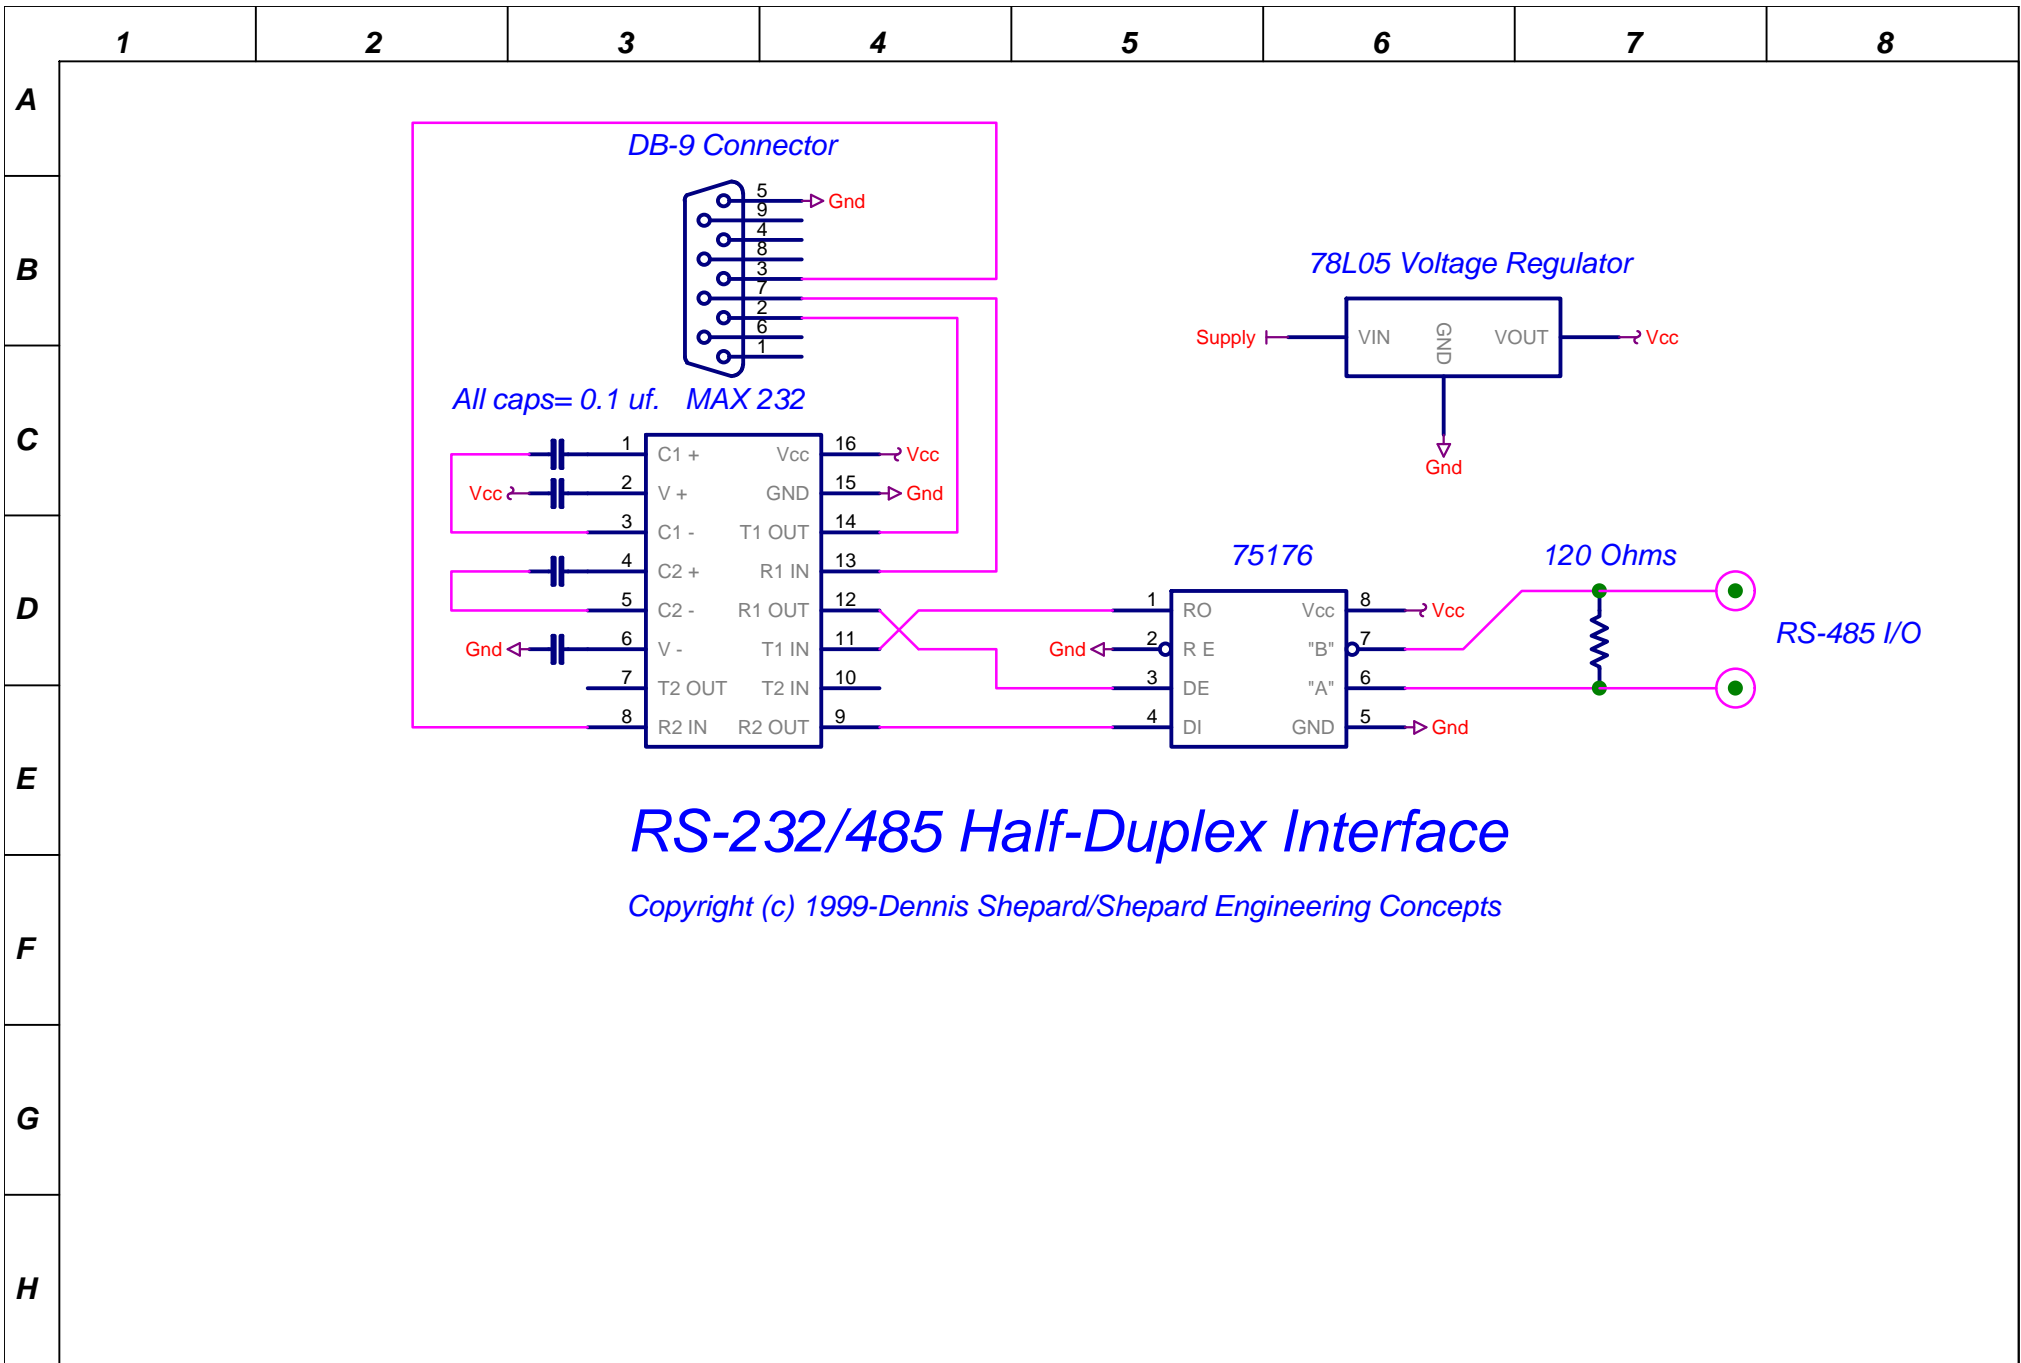 1 2 3 4 5 6 7 8
A
B
C
D
E
F
G
H
DB-9 Connector
5 Gnd
9
4
8
3
7
2
6
1
78L05 Voltage Regulator
Supply VIN GND VOUT Vcc
Gnd
All caps= 0.1 uf. MAX 232
1 C1 + Vcc 16 Vcc
Vcc 2 V + GND 15 Gnd
3 C1 - T1 OUT 14
4 C2 + R1 IN 13
5 C2 - R1 OUT 12
Gnd 6 V - T1 IN 11
7 T2 OUT T2 IN 10
8 R2 IN R2 OUT 9
75176
1 RO Vcc 8 Vcc
Gnd 2 R E "B" 7
3 DE "A" 6
4 DI GND 5 Gnd
120 Ohms
RS-485 I/O
RS-232/485 Half-Duplex Interface
Copyright (c) 1999-Dennis Shepard/Shepard Engineering Concepts